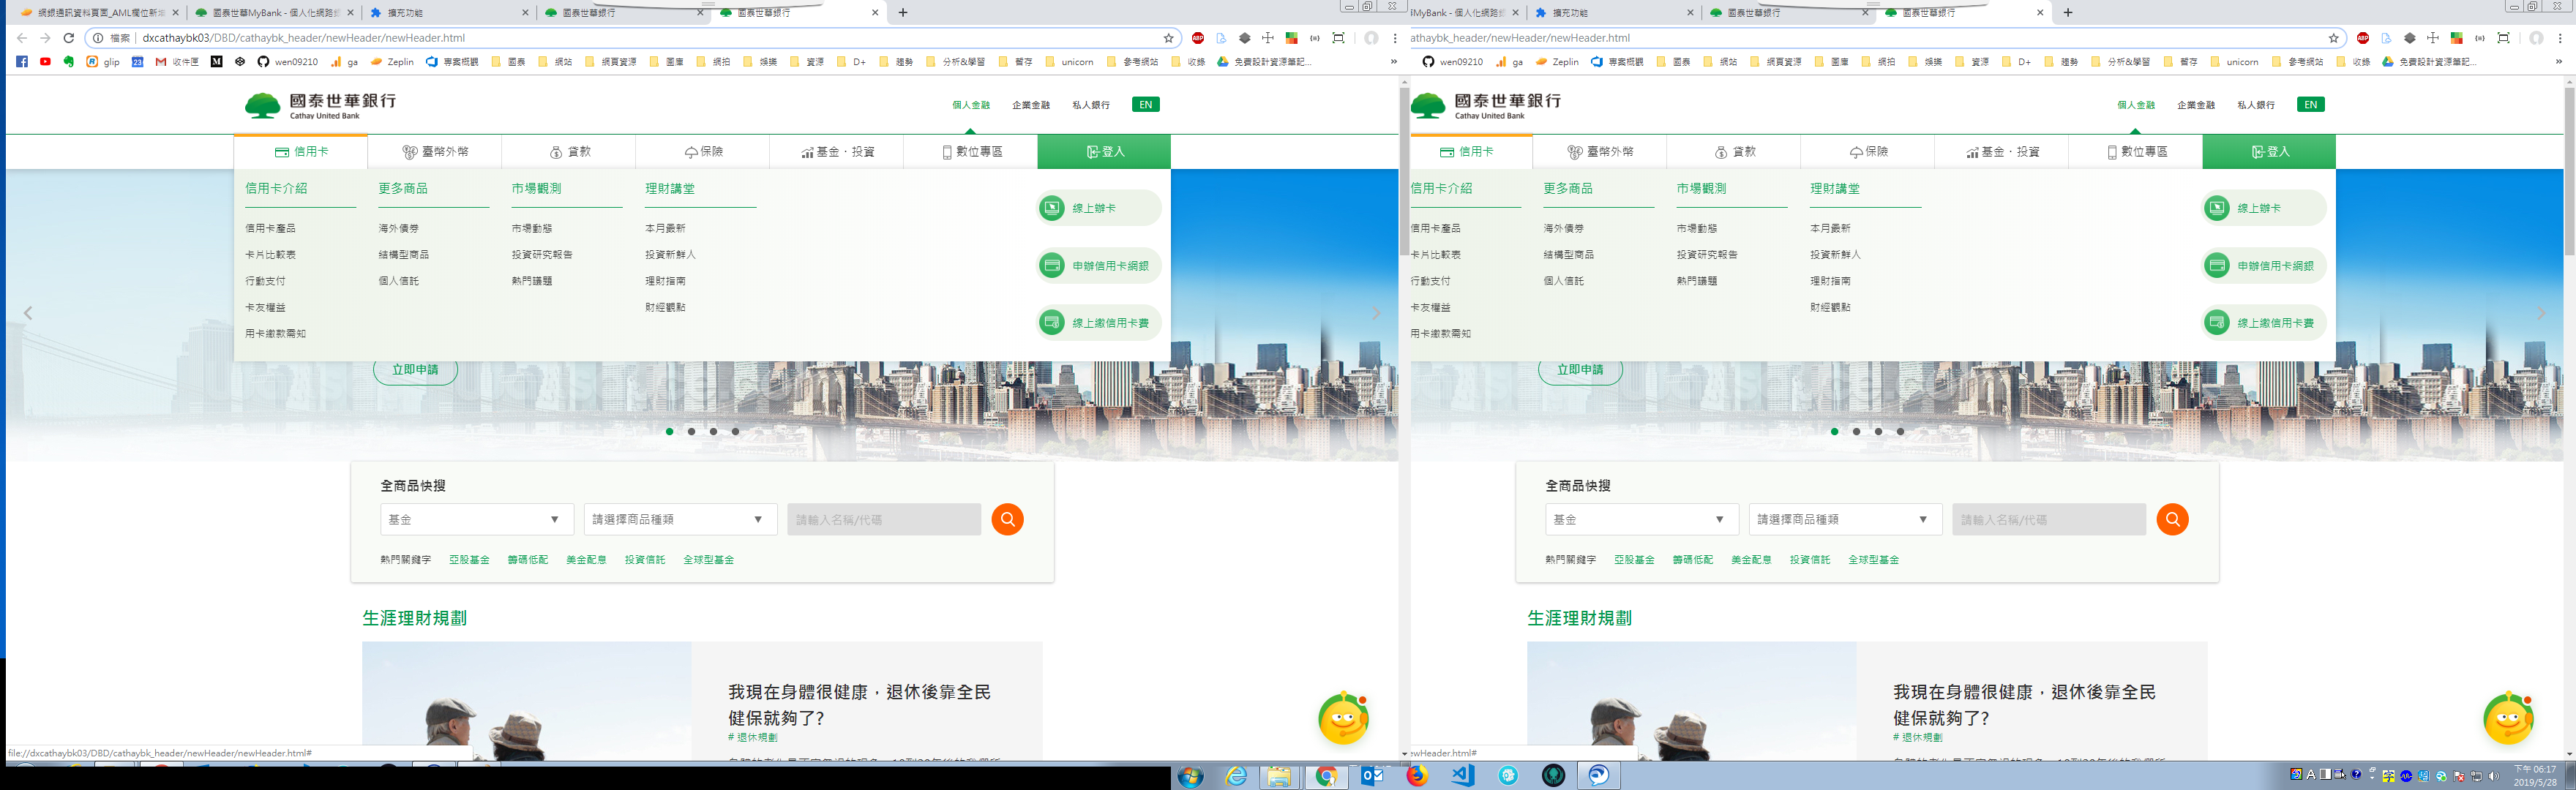 網銀通訊資料頁面_AML欄位新增 國泰世華MyBank - 個人化網路銀 擴充功能 國泰世華銀行 國泰世華銀行
檔案 dxcathaybk03/DBD/cathaybk_header/newHeader/newHeader.html
glip 收件匣 wen09210 ga Zeplin 專案概觀 國泰 網站 網頁資源 圖庫 網拍 娛樂 資源 D+ 趨勢 分析&學習 暫存 unicorn 參考網站 收錄 免費設計資源筆記...
國泰世華銀行
Cathay United Bank
個人金融 企業金融 私人銀行 EN
信用卡 臺幣外幣 貸款 保險 基金・投資 數位專區 登入
信用卡介紹 更多商品 市場觀測 理財講堂
線上辦卡
信用卡產品 海外債券 市場動態 本月最新
卡片比較表 結構型商品 投資研究報告 投資新鮮人
申辦信用卡網銀
行動支付 個人信託 熱門議題 理財指南
卡友權益 財經觀點
線上繳信用卡費
用卡繳款需知
立即申請
全商品快搜
基金 請選擇商品種類 請輸入名稱/代碼
熱門關鍵字 亞股基金 籌碼低配 美金配息 投資信託 全球型基金
生涯理財規劃
我現在身體很健康，退休後靠全民
健保就夠了?
# 退休規劃
file://dxcathaybk03/DBD/cathaybk_header/newHeader/newHeader.html#
MyBank - 個人化網路銀 擴充功能 國泰世華銀行 國泰世華銀行
cathaybk_header/newHeader/newHeader.html
wen09210 ga Zeplin 專案概觀 國泰 網站 網頁資源 圖庫 網拍 娛樂 資源 D+ 趨勢 分析&學習 暫存 unicorn 參考網站 收錄 免費設計資源筆記...
國泰世華銀行
Cathay United Bank
個人金融 企業金融 私人銀行 EN
信用卡 臺幣外幣 貸款 保險 基金・投資 數位專區 登入
信用卡介紹 更多商品 市場觀測 理財講堂
線上辦卡
信用卡產品 海外債券 市場動態 本月最新
卡片比較表 結構型商品 投資研究報告 投資新鮮人
申辦信用卡網銀
行動支付 個人信託 熱門議題 理財指南
卡友權益 財經觀點
線上繳信用卡費
用卡繳款需知
立即申請
全商品快搜
基金 請選擇商品種類 請輸入名稱/代碼
熱門關鍵字 亞股基金 籌碼低配 美金配息 投資信託 全球型基金
生涯理財規劃
我現在身體很健康，退休後靠全民
健保就夠了?
# 退休規劃
ewHeader.html#
下午 06:17
2019/5/28